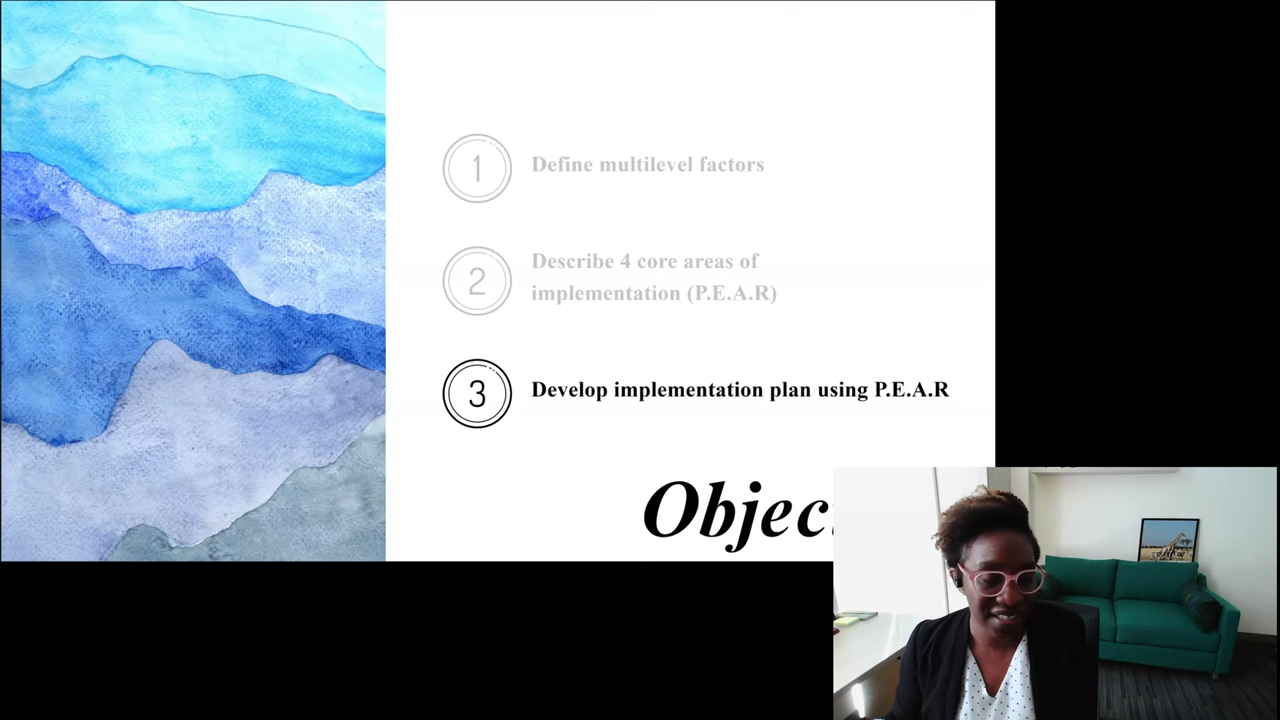 1
Define multilevel factors
2
Describe 4 core areas of
implementation (P.E.A.R)
3
Develop implementation plan using P.E.A.R
Objec